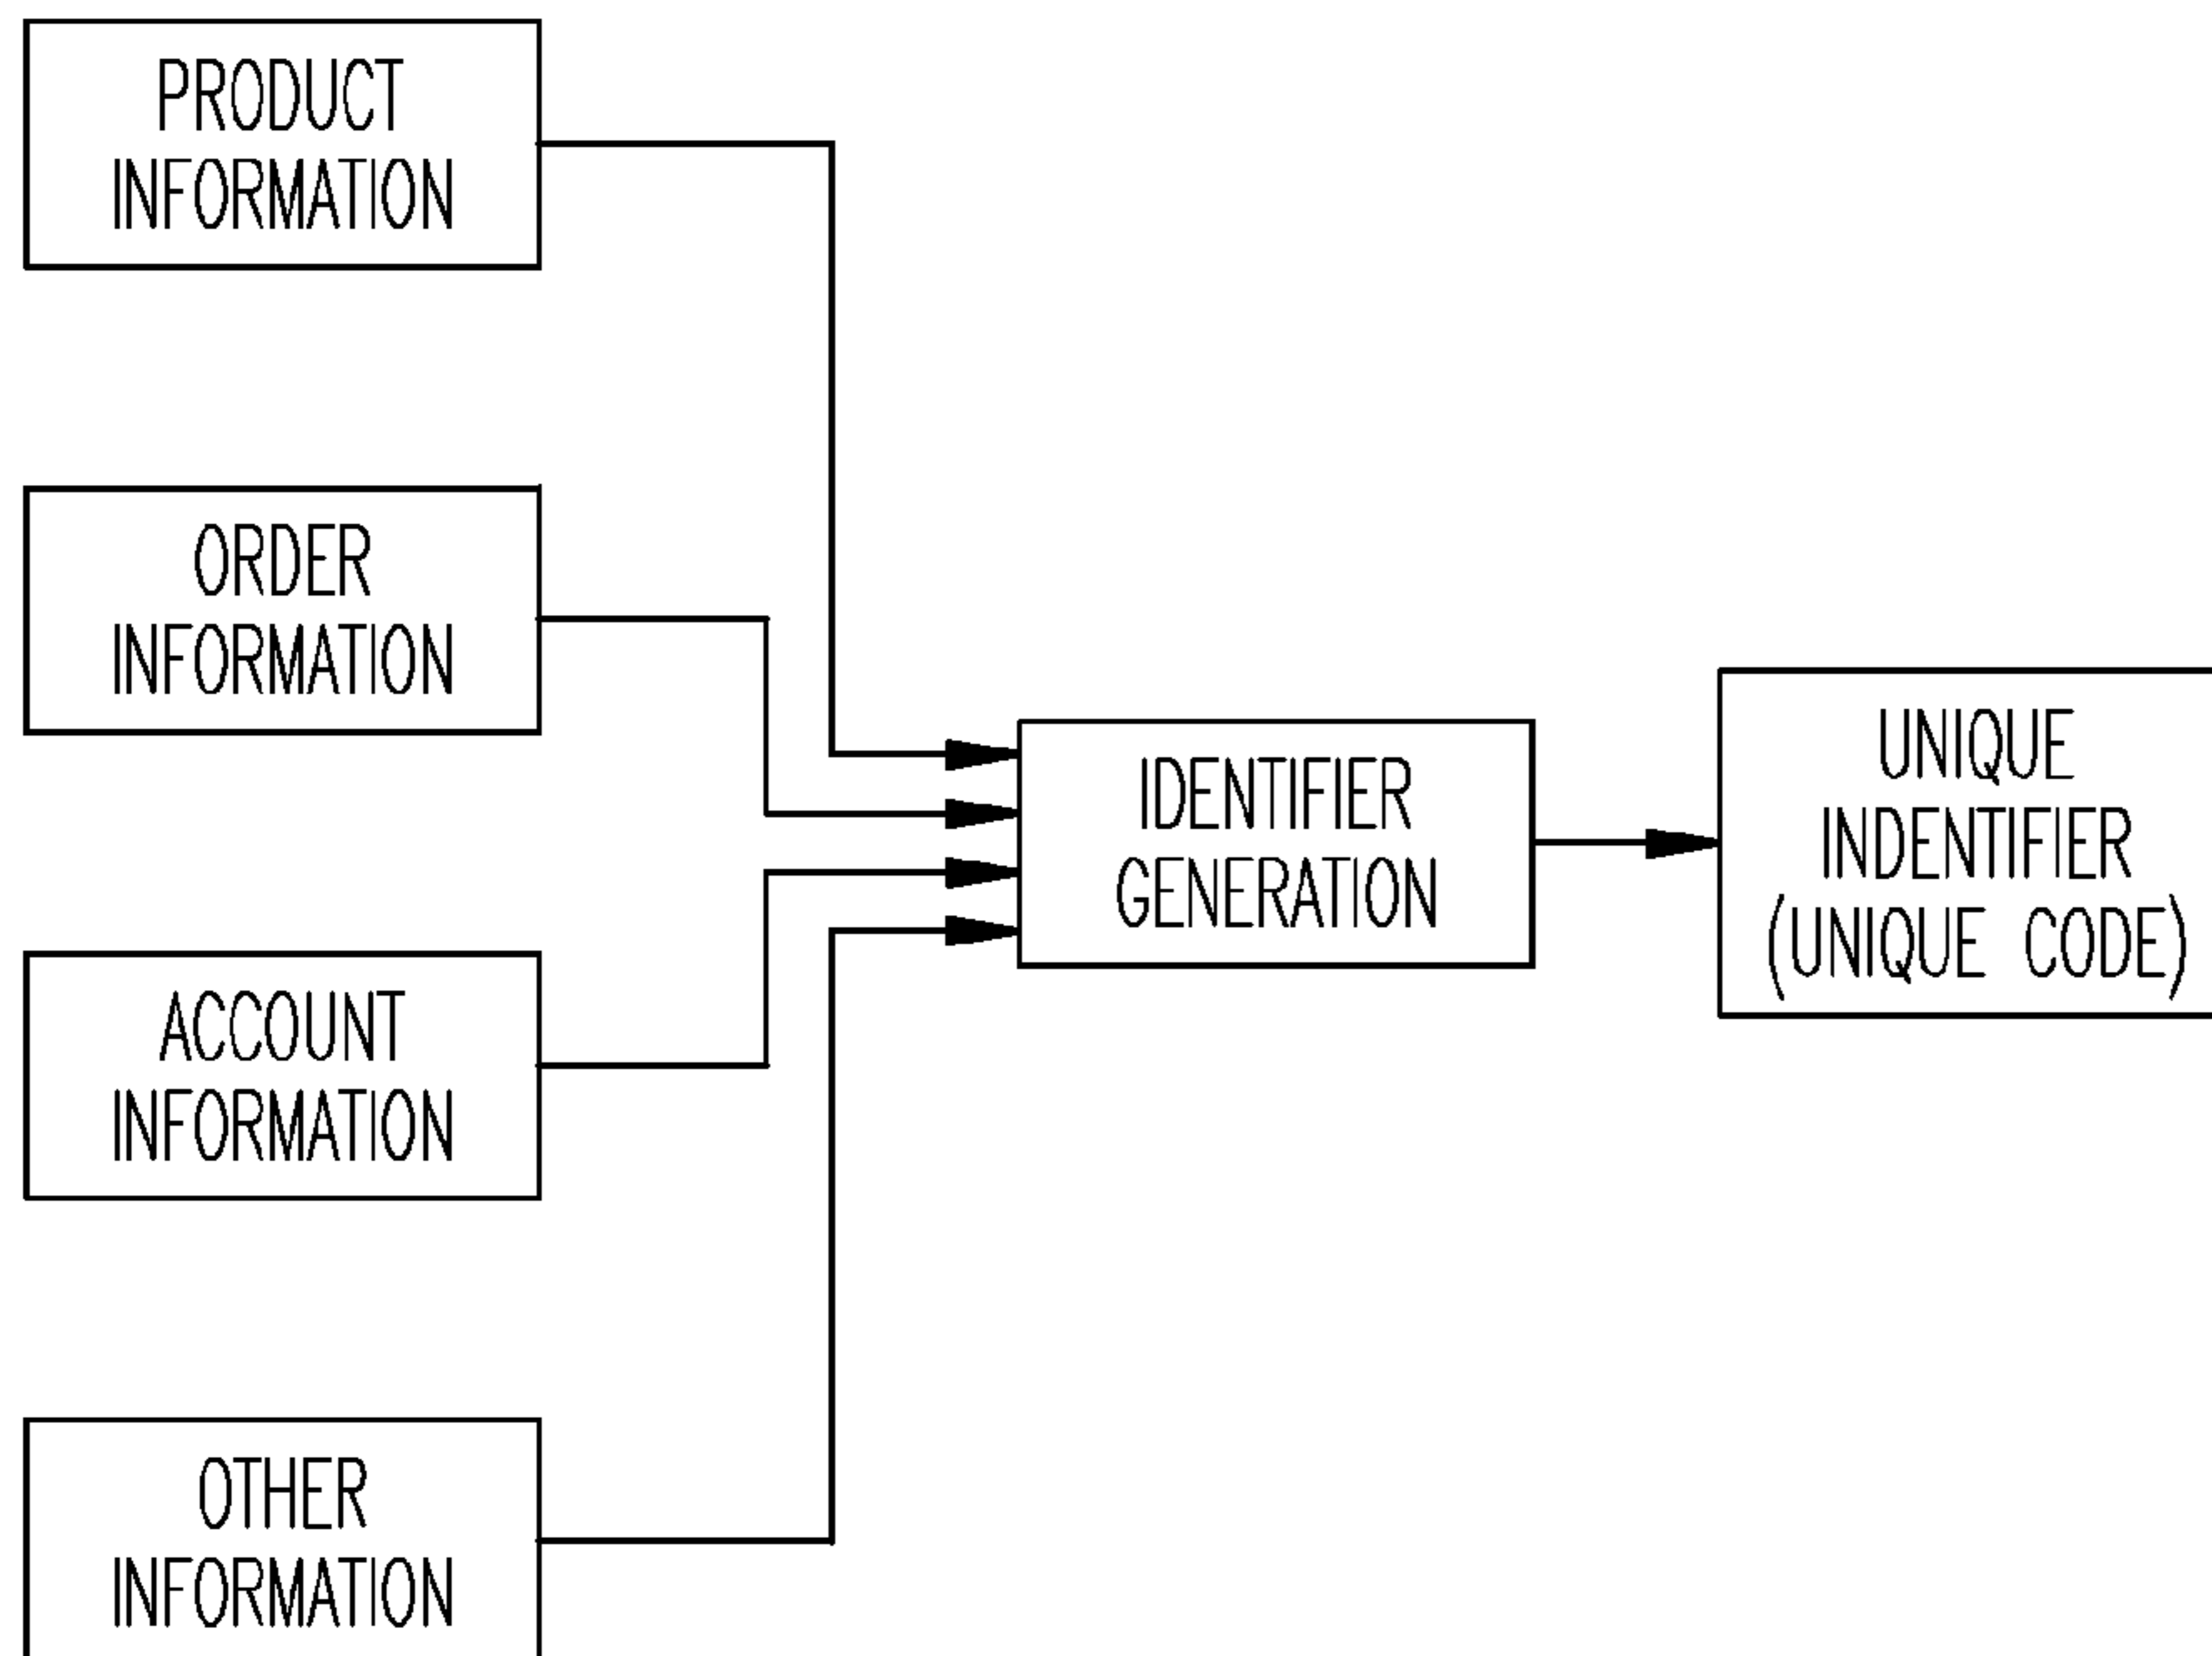 PRODUCT
INFORMATION
ORDER
INFORMATION
ACCOUNT
INFORMATION
OTHER
INFORMATION
IDENTIFIER
GENERATION
UNIQUE
INDENTIFIER
(UNIQUE CODE)